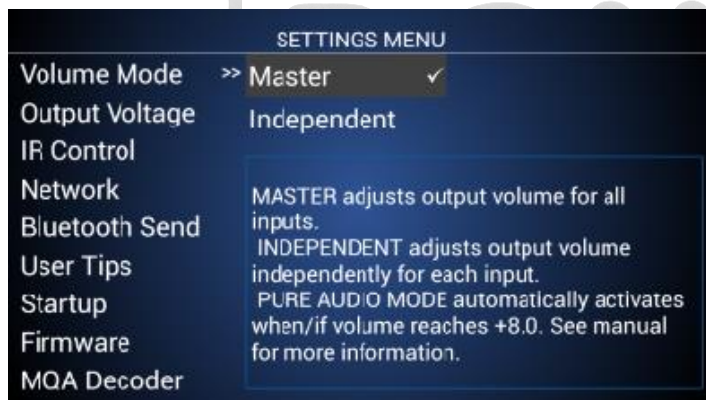 SETTINGS MENU
Volume Mode >> Master ✓
Output Voltage
Independent
IR Control
Network
Bluetooth Send
User Tips
Startup
Firmware
MQA Decoder
MASTER adjusts output volume for all
inputs.
INDEPENDENT adjusts output volume
independently for each input.
PURE AUDIO MODE automatically activates
when/if volume reaches +8.0. See manual
for more information.